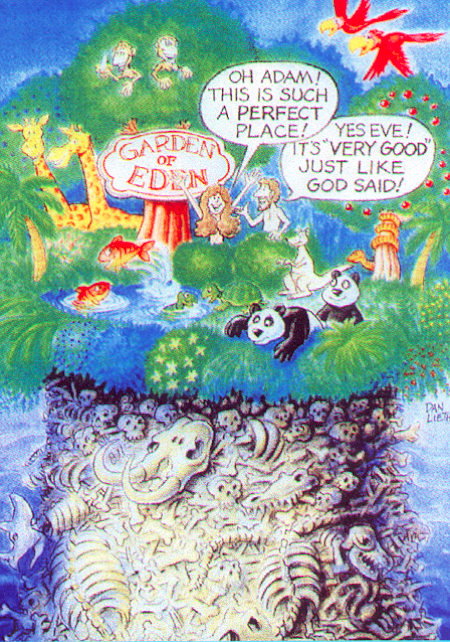 OH ADAM!
THIS IS SUCH
A PERFECT
PLACE!
YES EVE!
IT'S "VERY GOOD"
JUST LIKE
GOD SAID!
GARDEN
OF
EDEN
DAN